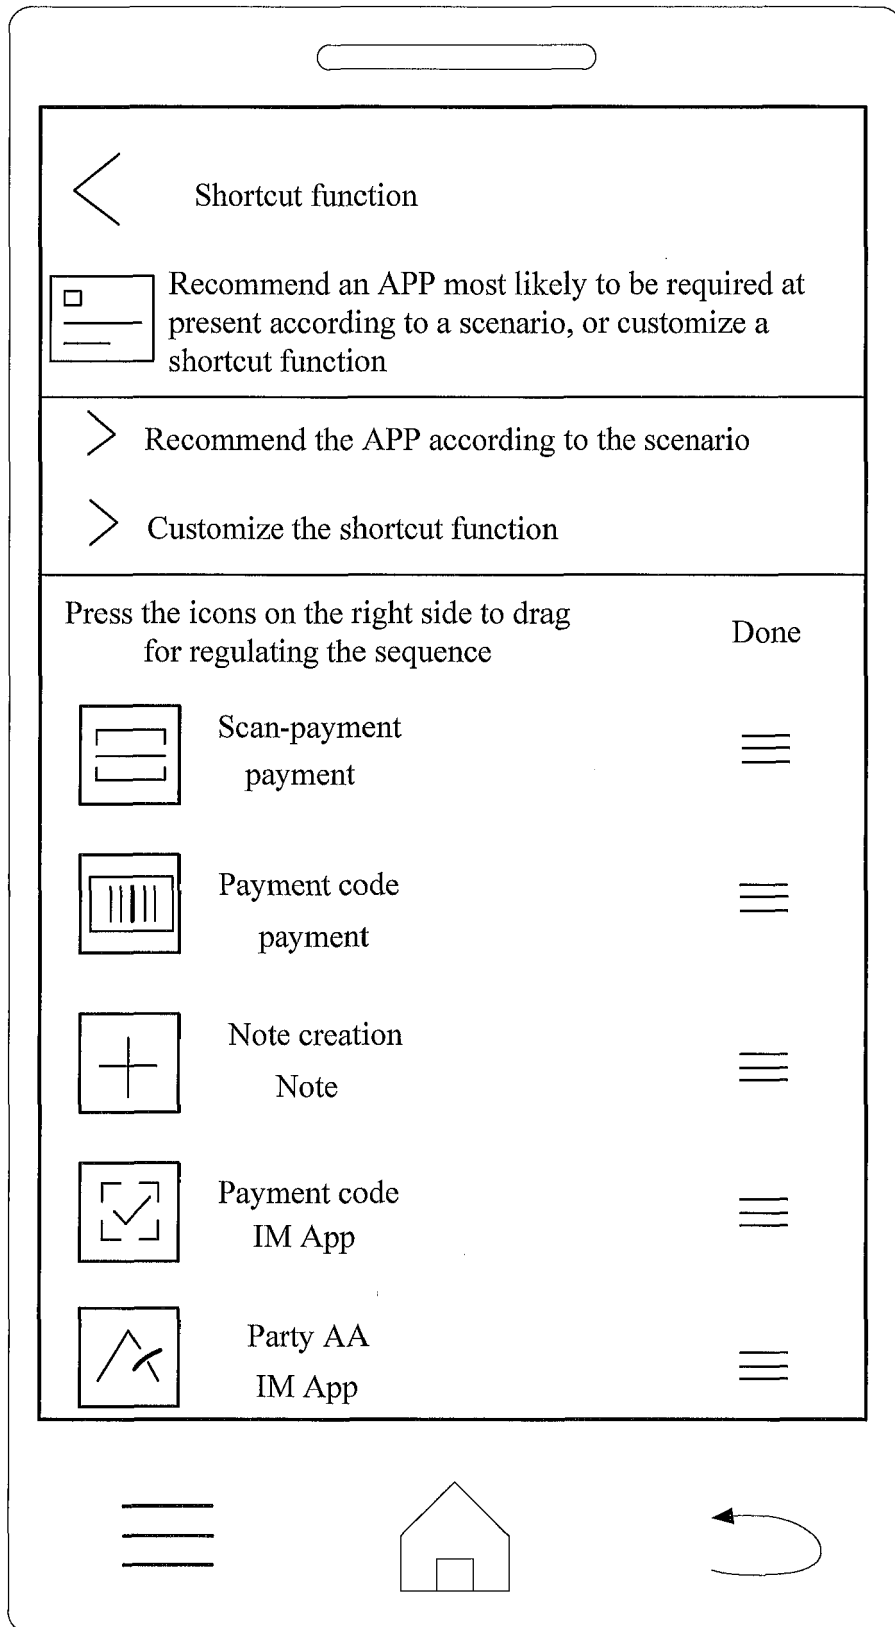 Shortcut function
Recommend an APP most likely to be required at
present according to a scenario, or customize a
shortcut function
Recommend the APP according to the scenario
Customize the shortcut function
Press the icons on the right side to drag
for regulating the sequence
Done
Scan-payment
payment
Payment code
payment
Note creation
Note
Payment code
IM App
Party AA
IM App